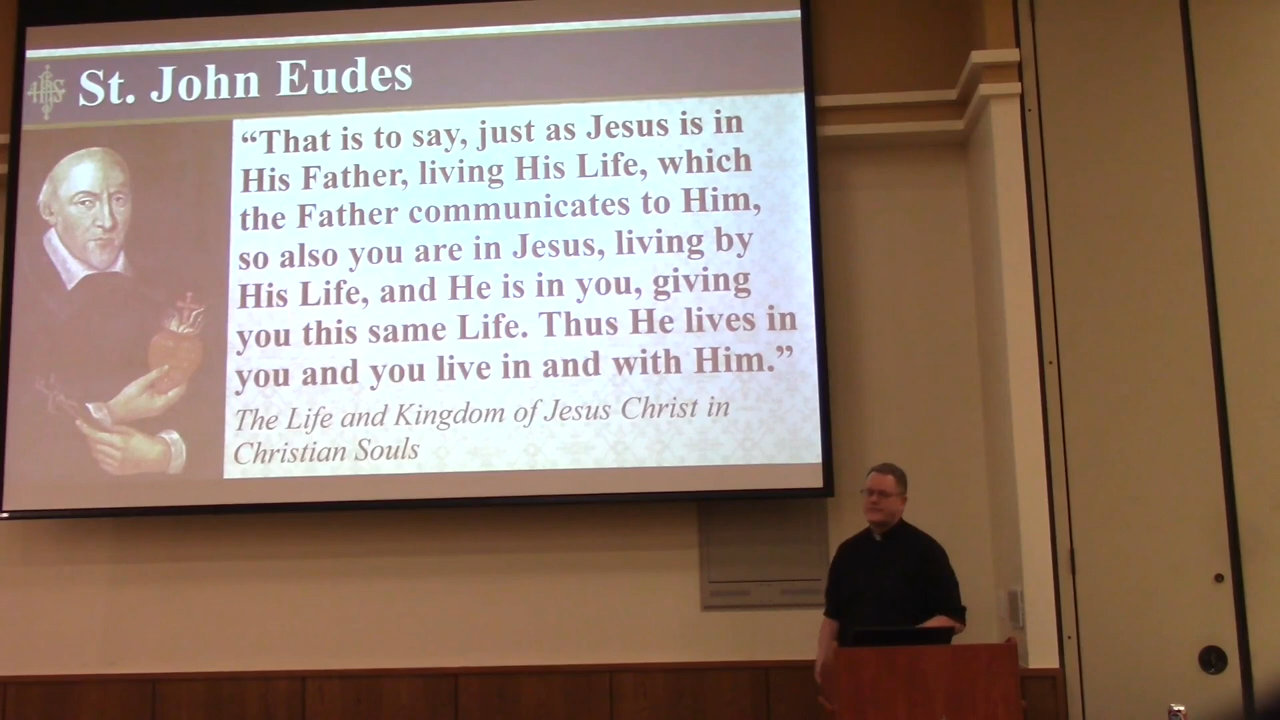 IHS
St. John Eudes
“That is to say, just as Jesus is in
His Father, living His Life, which
the Father communicates to Him,
so also you are in Jesus, living by
His Life, and He is in you, giving
you this same Life. Thus He lives in
you and you live in and with Him.”
The Life and Kingdom of Jesus Christ in
Christian Souls